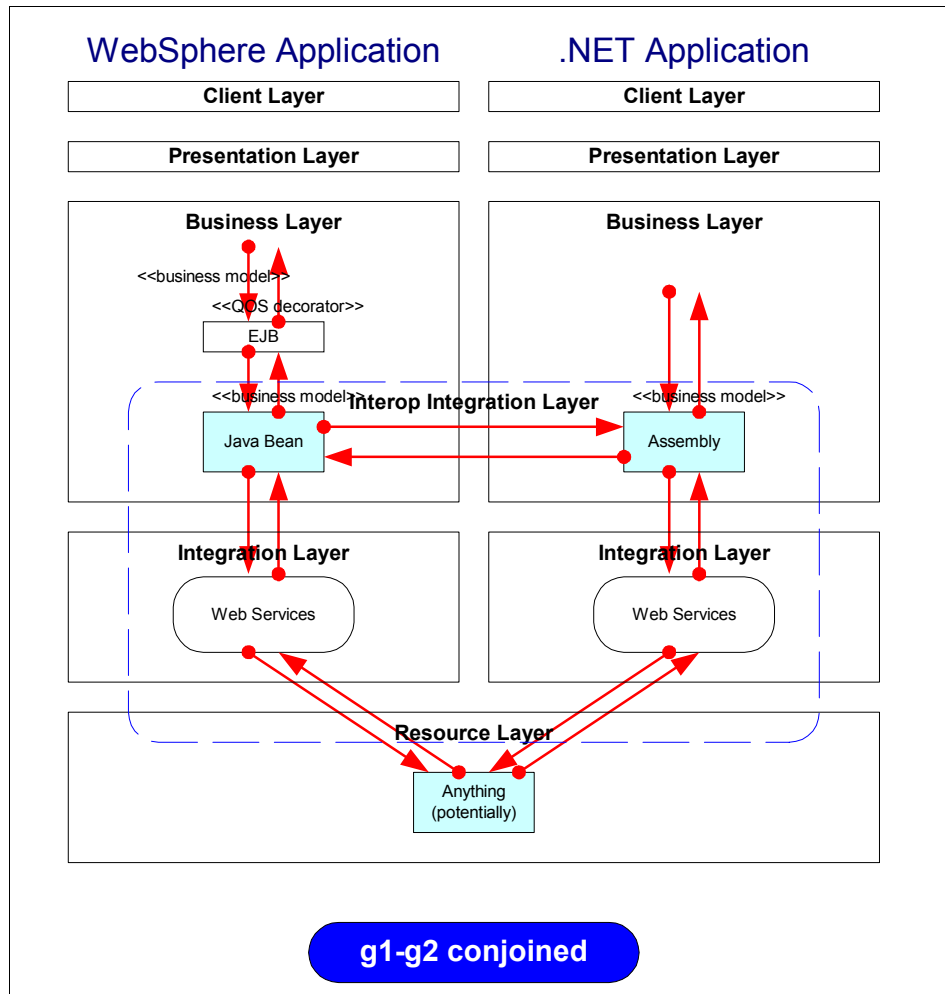 WebSphere Application
.NET Application
Client Layer
Client Layer
Presentation Layer
Presentation Layer
Business Layer
Business Layer
<<business model>>
<<QOS decorator>>
EJB
<<business model>>
Interop Integration Layer
<<business model>>
Java Bean
Assembly
Integration Layer
Integration Layer
Web Services
Web Services
Resource Layer
Anything
(potentially)
g1-g2 conjoined